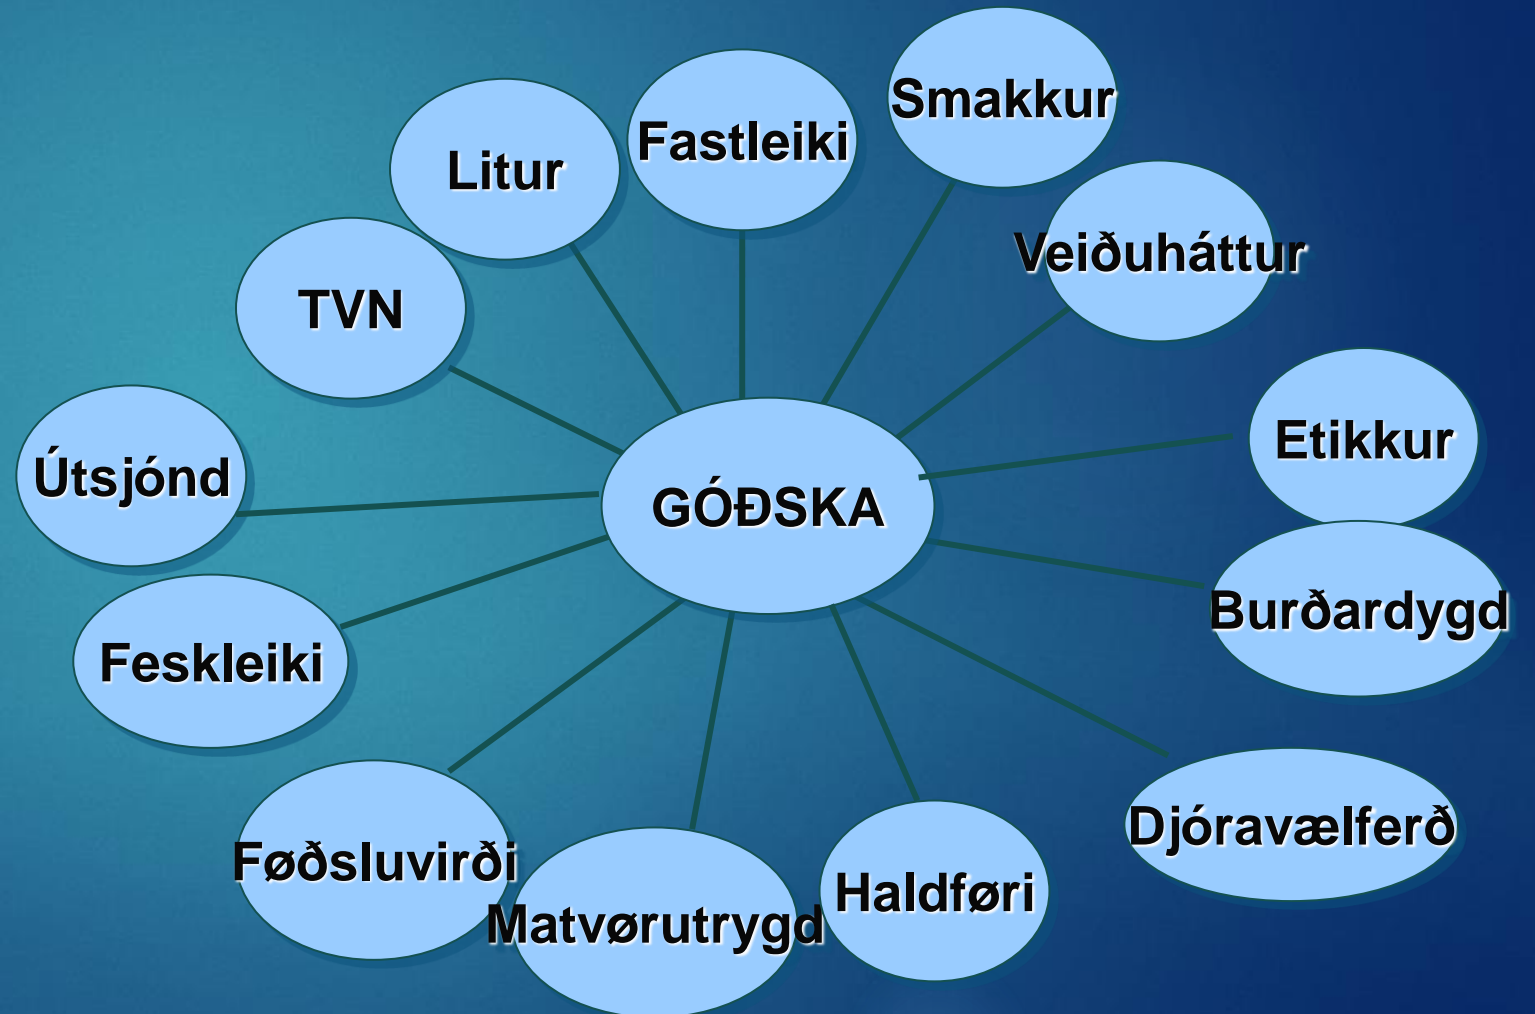 Smakkur
Fastleiki
Litur
Veiðuháttur
TVN
Etikkur
Útsjónd
GÓÐSKA
Burðardygd
Feskleiki
Djóravælferð
Føðsluvirði
Haldføri
Matvørutrygd